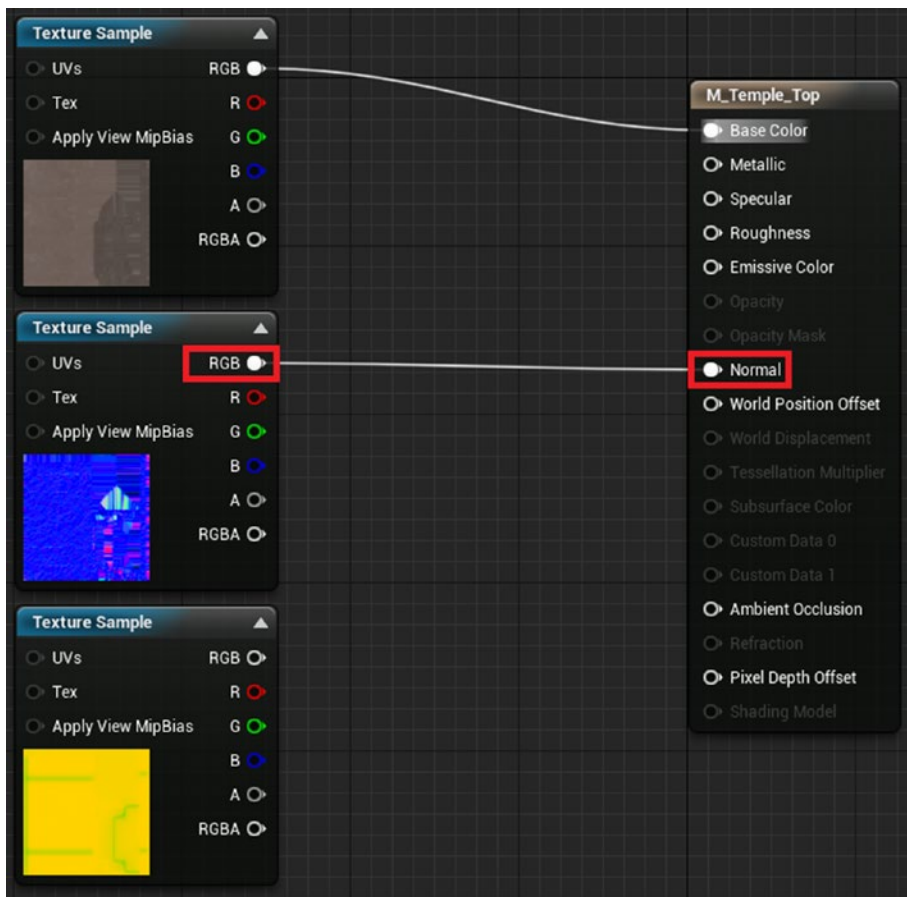 Texture Sample
UVs RGB
Tex R
Apply View MipBias G
B
A
RGBA
Texture Sample
UVs RGB
Tex R
Apply View MipBias G
B
A
RGBA
Texture Sample
UVs RGB
Tex R
Apply View MipBias G
B
A
RGBA
M_Temple_Top
Base Color
Metallic
Specular
Roughness
Emissive Color
Opacity
Opacity Mask
Normal
World Position Offset
World Displacement
Tessellation Multiplier
Subsurface Color
Custom Data 0
Custom Data 1
Ambient Occlusion
Refraction
Pixel Depth Offset
Shading Model